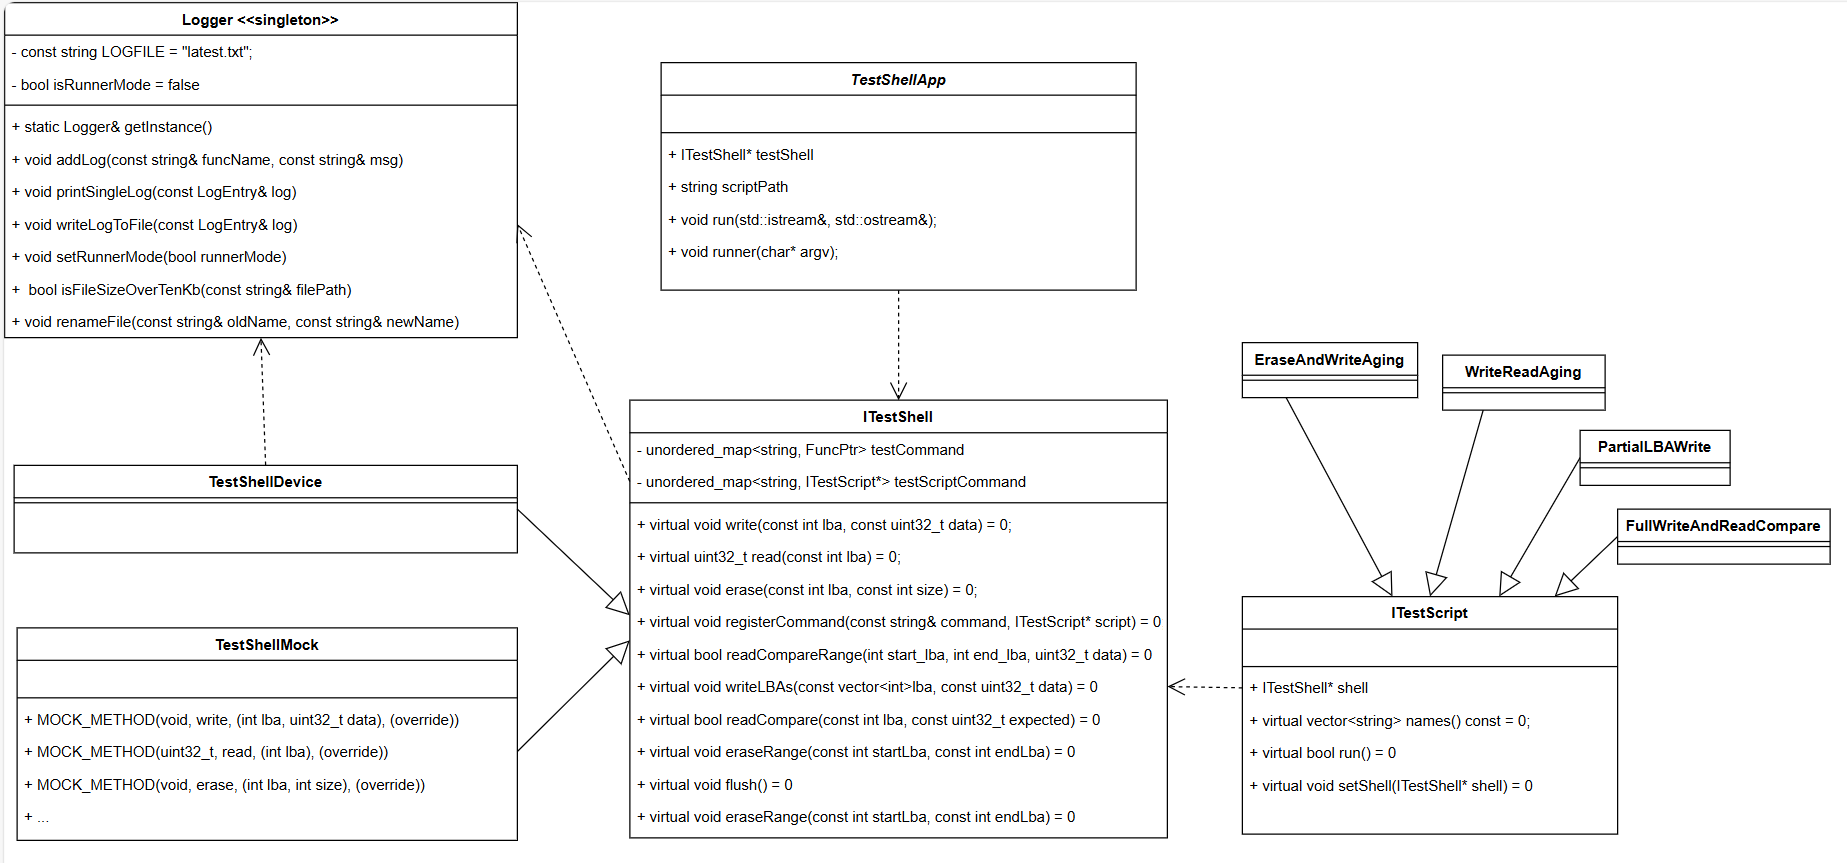 Logger <<singleton>>
- const string LOGFILE = "latest.txt";
- bool isRunnerMode = false
+ static Logger& getInstance()
+ void addLog(const string& funcName, const string& msg)
+ void printSingleLog(const LogEntry& log)
+ void writeLogToFile(const LogEntry& log)
+ void setRunnerMode(bool runnerMode)
+  bool isFileSizeOverTenKb(const string& filePath)
+ void renameFile(const string& oldName, const string& newName)
TestShellApp
+ ITestShell* testShell
+ string scriptPath
+ void run(std::istream&, std::ostream&);
+ void runner(char* argv);
TestShellDevice
TestShellMock
+ MOCK_METHOD(void, write, (int lba, uint32_t data), (override))
+ MOCK_METHOD(uint32_t, read, (int lba), (override))
+ MOCK_METHOD(void, erase, (int lba, int size), (override))
+ ...
ITestShell
- unordered_map<string, FuncPtr> testCommand
- unordered_map<string, ITestScript*> testScriptCommand
+ virtual void write(const int lba, const uint32_t data) = 0;
+ virtual uint32_t read(const int lba) = 0;
+ virtual void erase(const int lba, const int size) = 0;
+ virtual void registerCommand(const string& command, ITestScript* script) = 0
+ virtual bool readCompareRange(int start_lba, int end_lba, uint32_t data) = 0
+ virtual void writeLBAs(const vector<int>lba, const uint32_t data) = 0
+ virtual bool readCompare(const int lba, const uint32_t expected) = 0
+ virtual void eraseRange(const int startLba, const int endLba) = 0
+ virtual void flush() = 0
+ virtual void eraseRange(const int startLba, const int endLba) = 0
EraseAndWriteAging
WriteReadAging
PartialLBAWrite
FullWriteAndReadCompare
ITestScript
+ ITestShell* shell
+ virtual vector<string> names() const = 0;
+ virtual bool run() = 0
+ virtual void setShell(ITestShell* shell) = 0